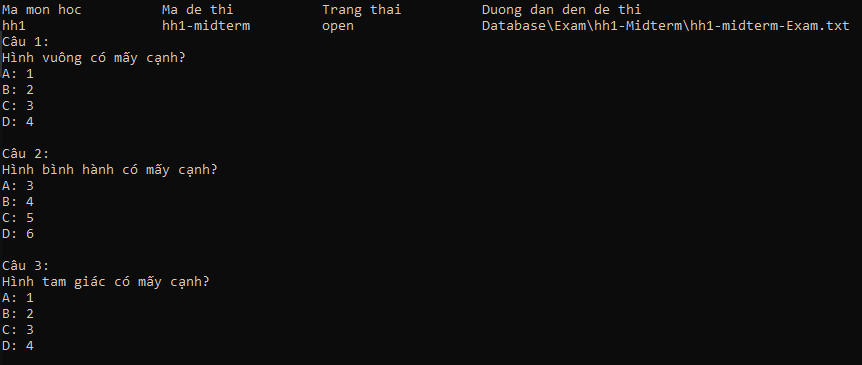 Ma mon hoc Ma de thi Trang thai Duong dan den de thi
hh1 hh1-midterm open Database\Exam\hh1-Midterm\hh1-midterm-Exam.txt
Câu 1:
Hình vuông có mấy cạnh?
A: 1
B: 2
C: 3
D: 4

Câu 2:
Hình bình hành có mấy cạnh?
A: 3
B: 4
C: 5
D: 6

Câu 3:
Hình tam giác có mấy cạnh?
A: 1
B: 2
C: 3
D: 4